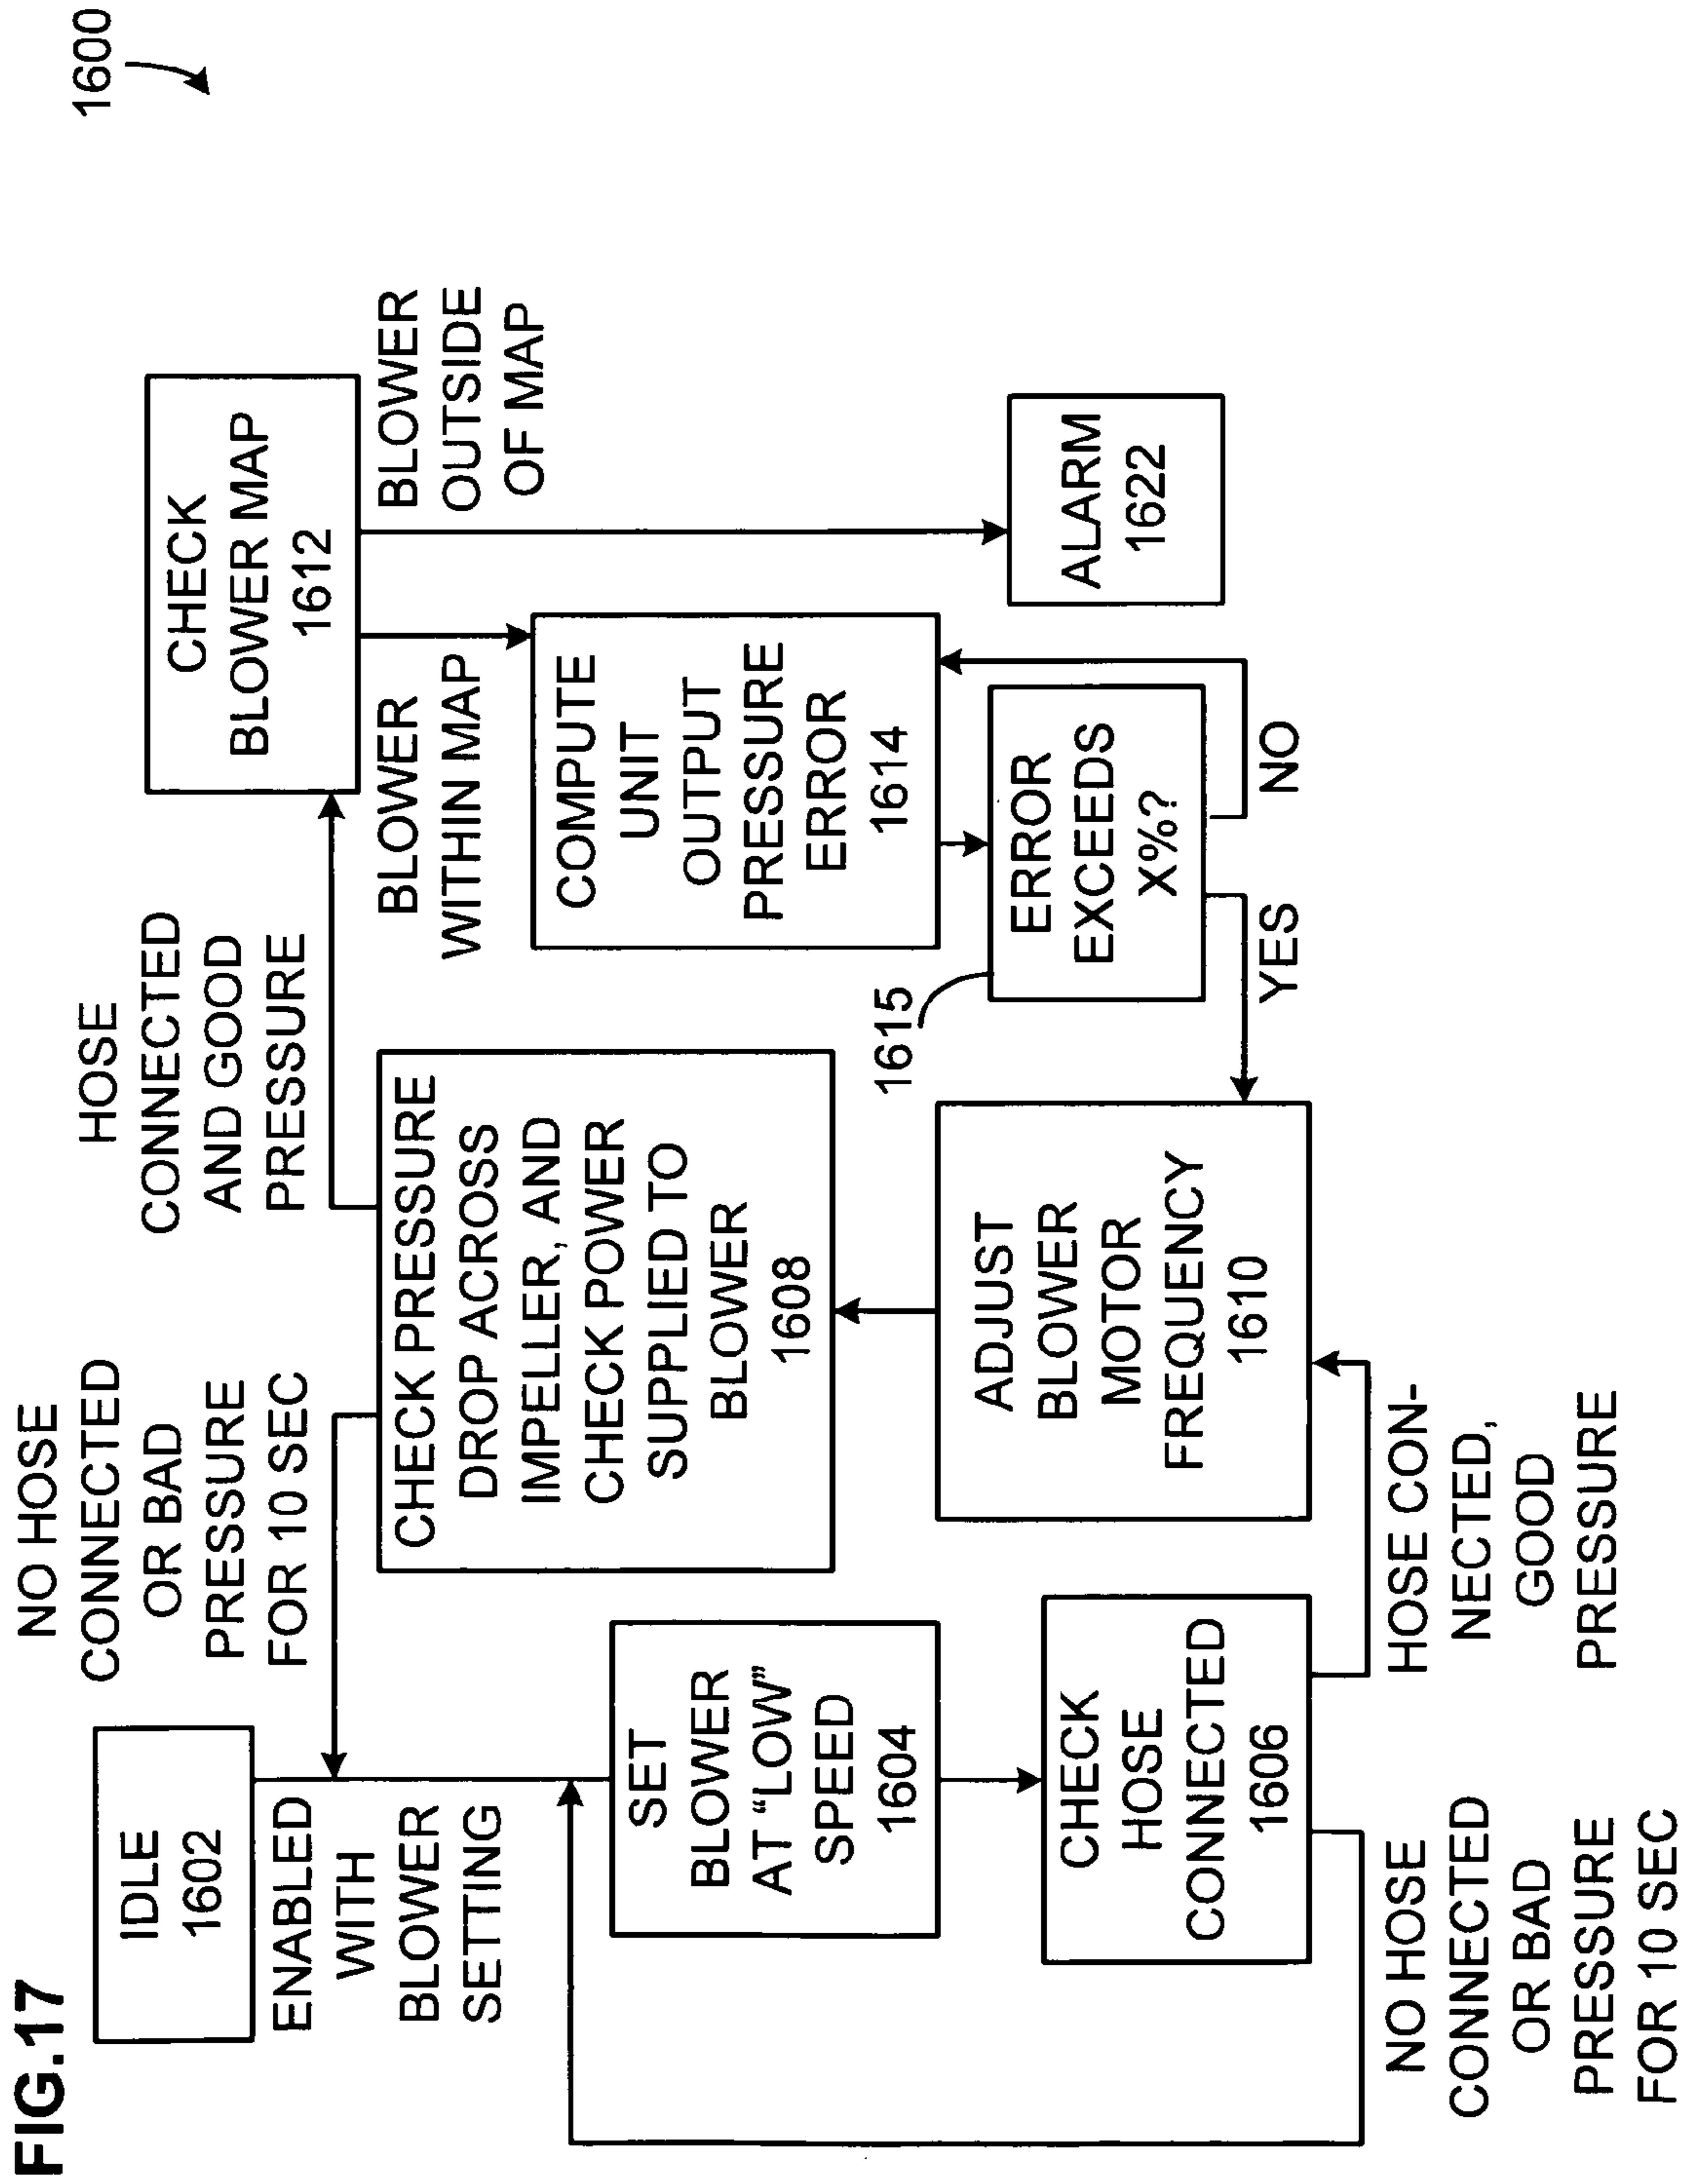 FIG.17
1600
IDLE
1602
ENABLED
WITH
BLOWER
SETTING
NO HOSE
CONNECTED
OR BAD
PRESSURE
FOR 10 SEC
SET
BLOWER
AT "LOW"
SPEED
1604
CHECK
HOSE
CONNECTED
1606
NO HOSE
CONNECTED
OR BAD
PRESSURE
FOR 10 SEC
HOSE CON-
NECTED,
GOOD
PRESSURE
CHECK PRESSURE
DROP ACROSS
IMPELLER, AND
CHECK POWER
SUPPLIED TO
BLOWER
1608
ADJUST
BLOWER
MOTOR
FREQUENCY
1610
HOSE
CONNECTED
AND GOOD
PRESSURE
CHECK
BLOWER MAP
1612
BLOWER
WITHIN MAP
BLOWER
OUTSIDE
OF MAP
COMPUTE
UNIT
OUTPUT
PRESSURE
ERROR
1614
1615
ERROR
EXCEEDS
X%?
YES
NO
ALARM
1622